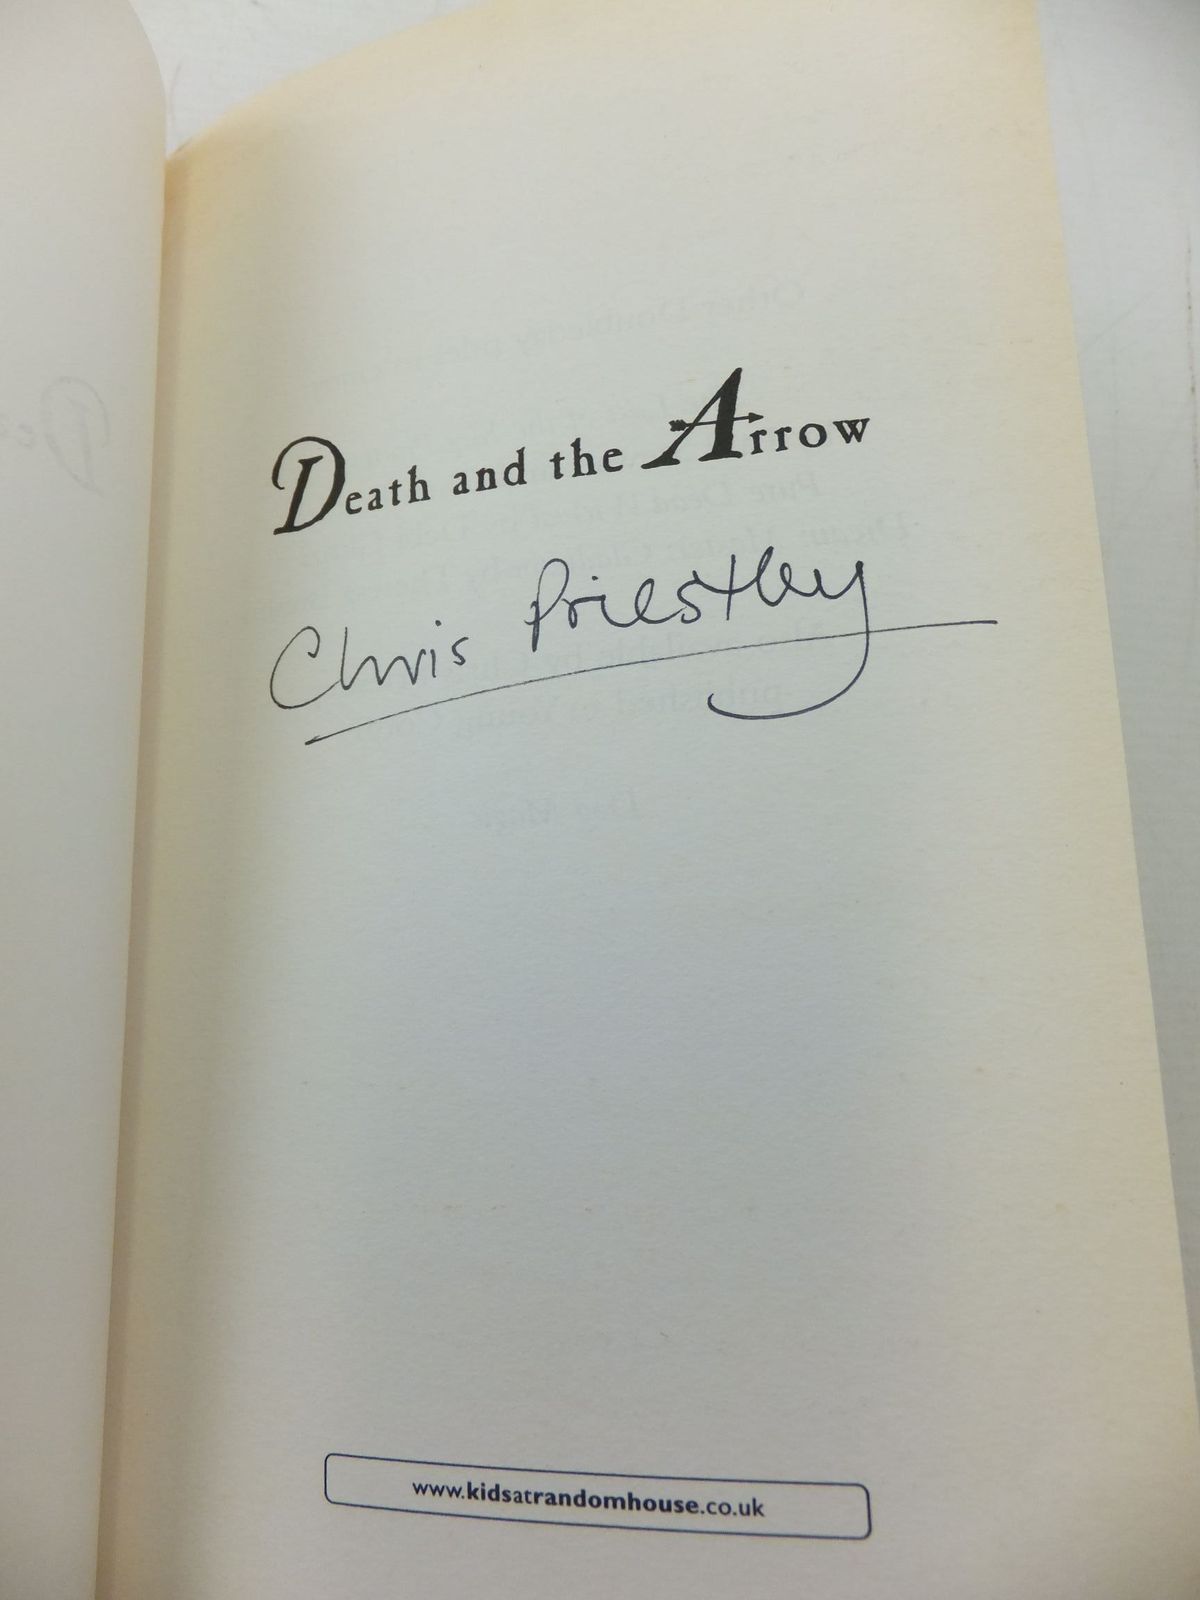 Death and the Arrow
Chris Priestley
www.kidsatrandomhouse.co.uk